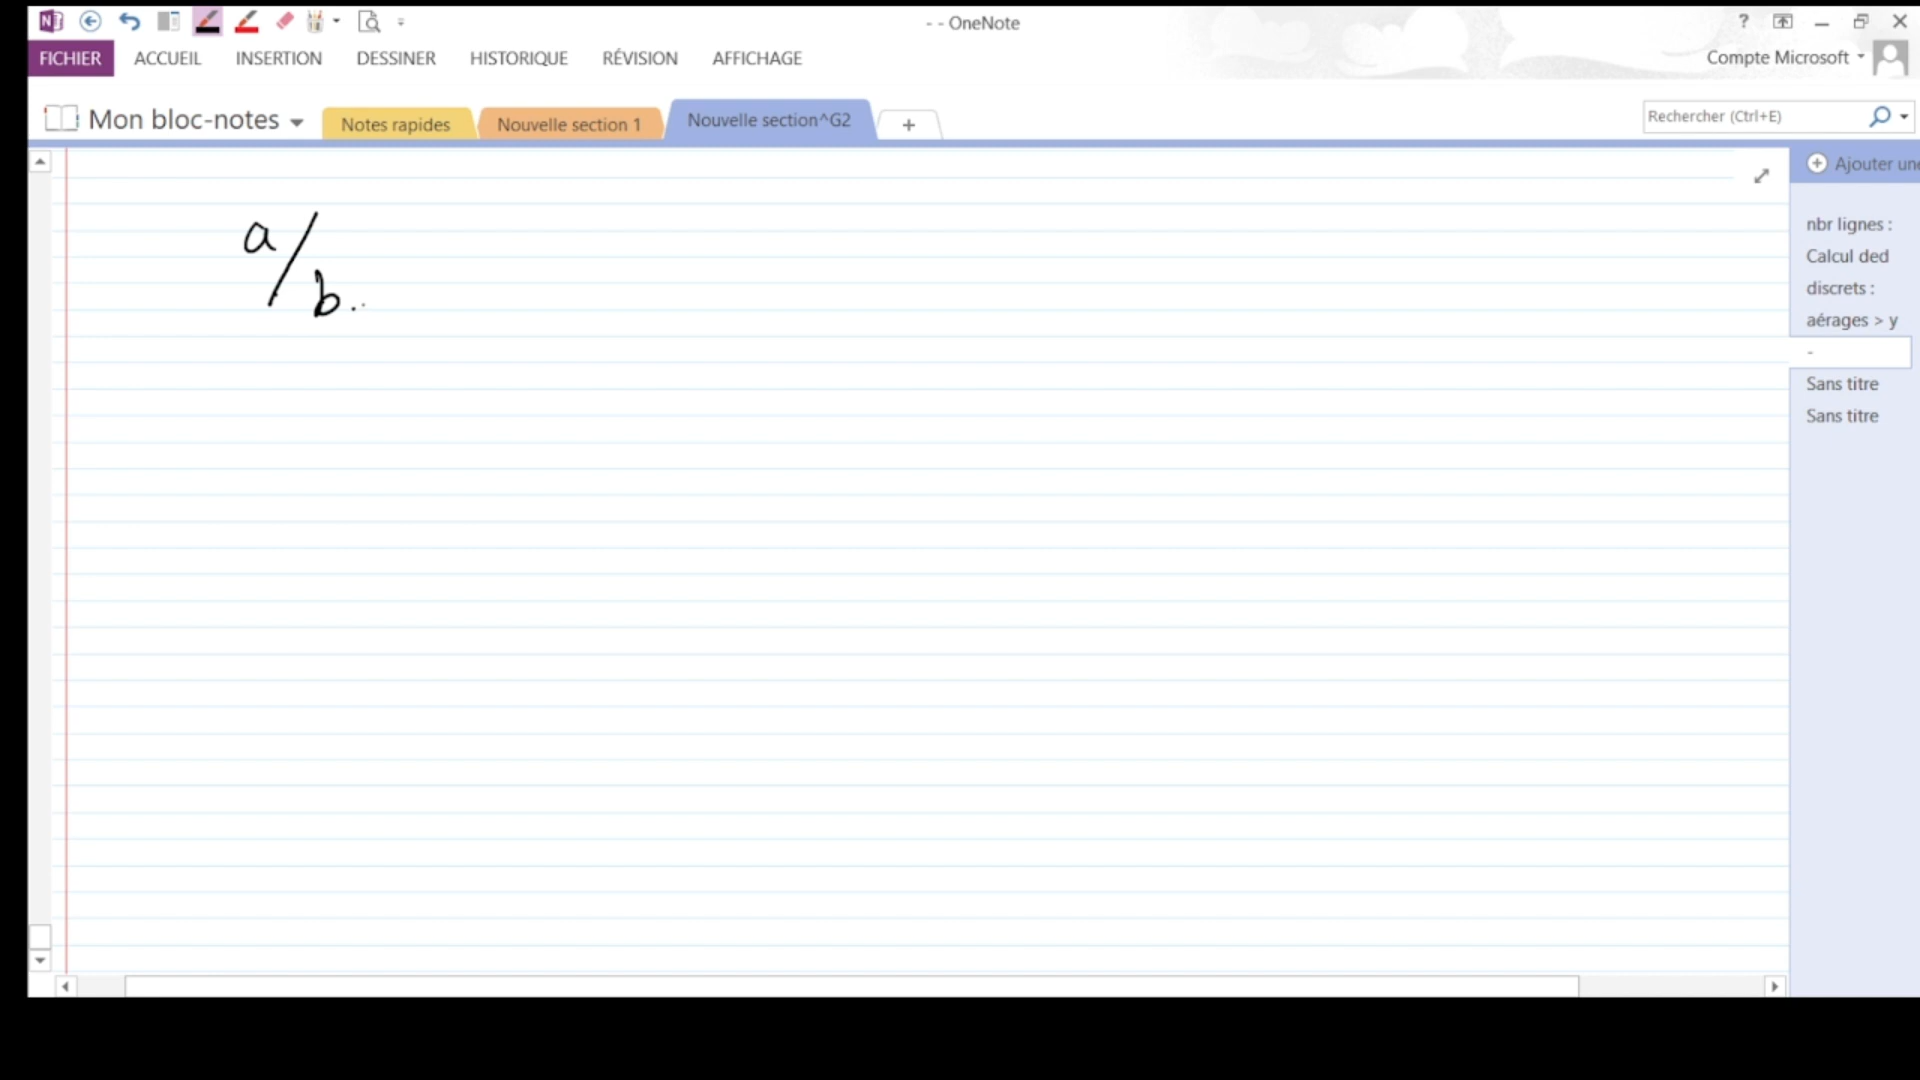 - - OneNote
?
FICHIER ACCUEIL INSERTION DESSINER HISTORIQUE RÉVISION AFFICHAGE
Compte Microsoft
Mon bloc-notes
Notes rapides
Nouvelle section 1
Nouvelle section^G2
+
Rechercher (Ctrl+E)
Ajouter une
nbr lignes :
Calcul ded
discrets :
aérages > y
-
Sans titre
Sans titre
a/b..